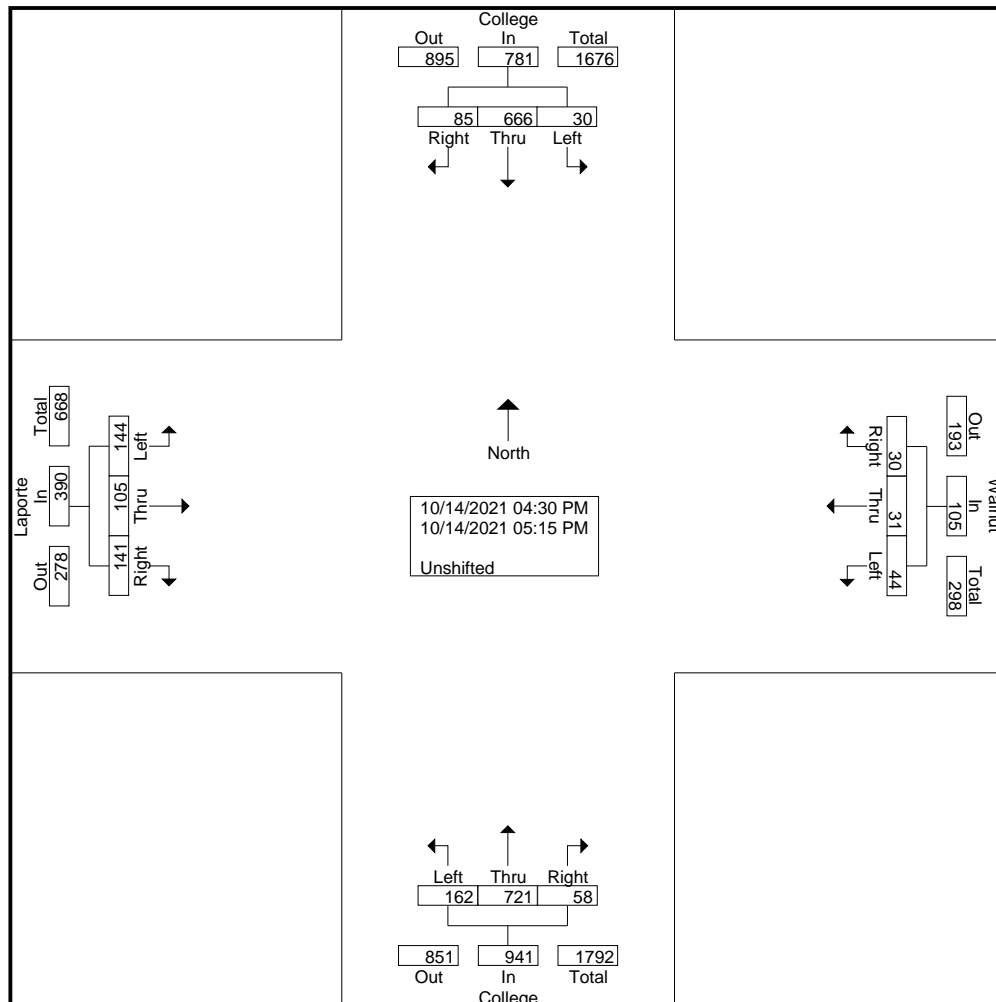 College
Out In Total
895 781 1676
85 666 30
Right Thru Left
Laporte
Total In Out
668 390 278
144 105 141
Left Thru Right
North
10/14/2021 04:30 PM
10/14/2021 05:15 PM
Unshifted
Walnut
Out In Total
193 105 298
30 31 44
Right Thru Left
Left Thru Right
162 721 58
851 941 1792
Out In Total
College